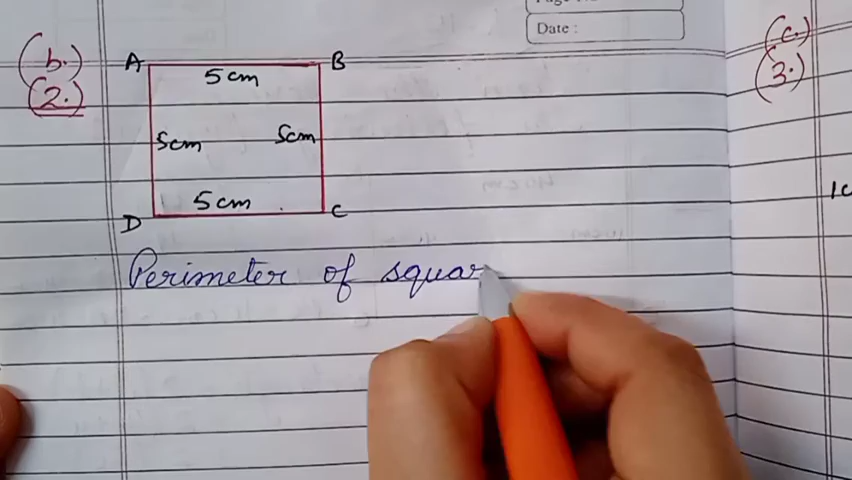 Date :
(b.)
(2.)
A
B
5 cm
5cm
5cm
5 cm
D
C
Perimeter of squar
(c.)
(3.)